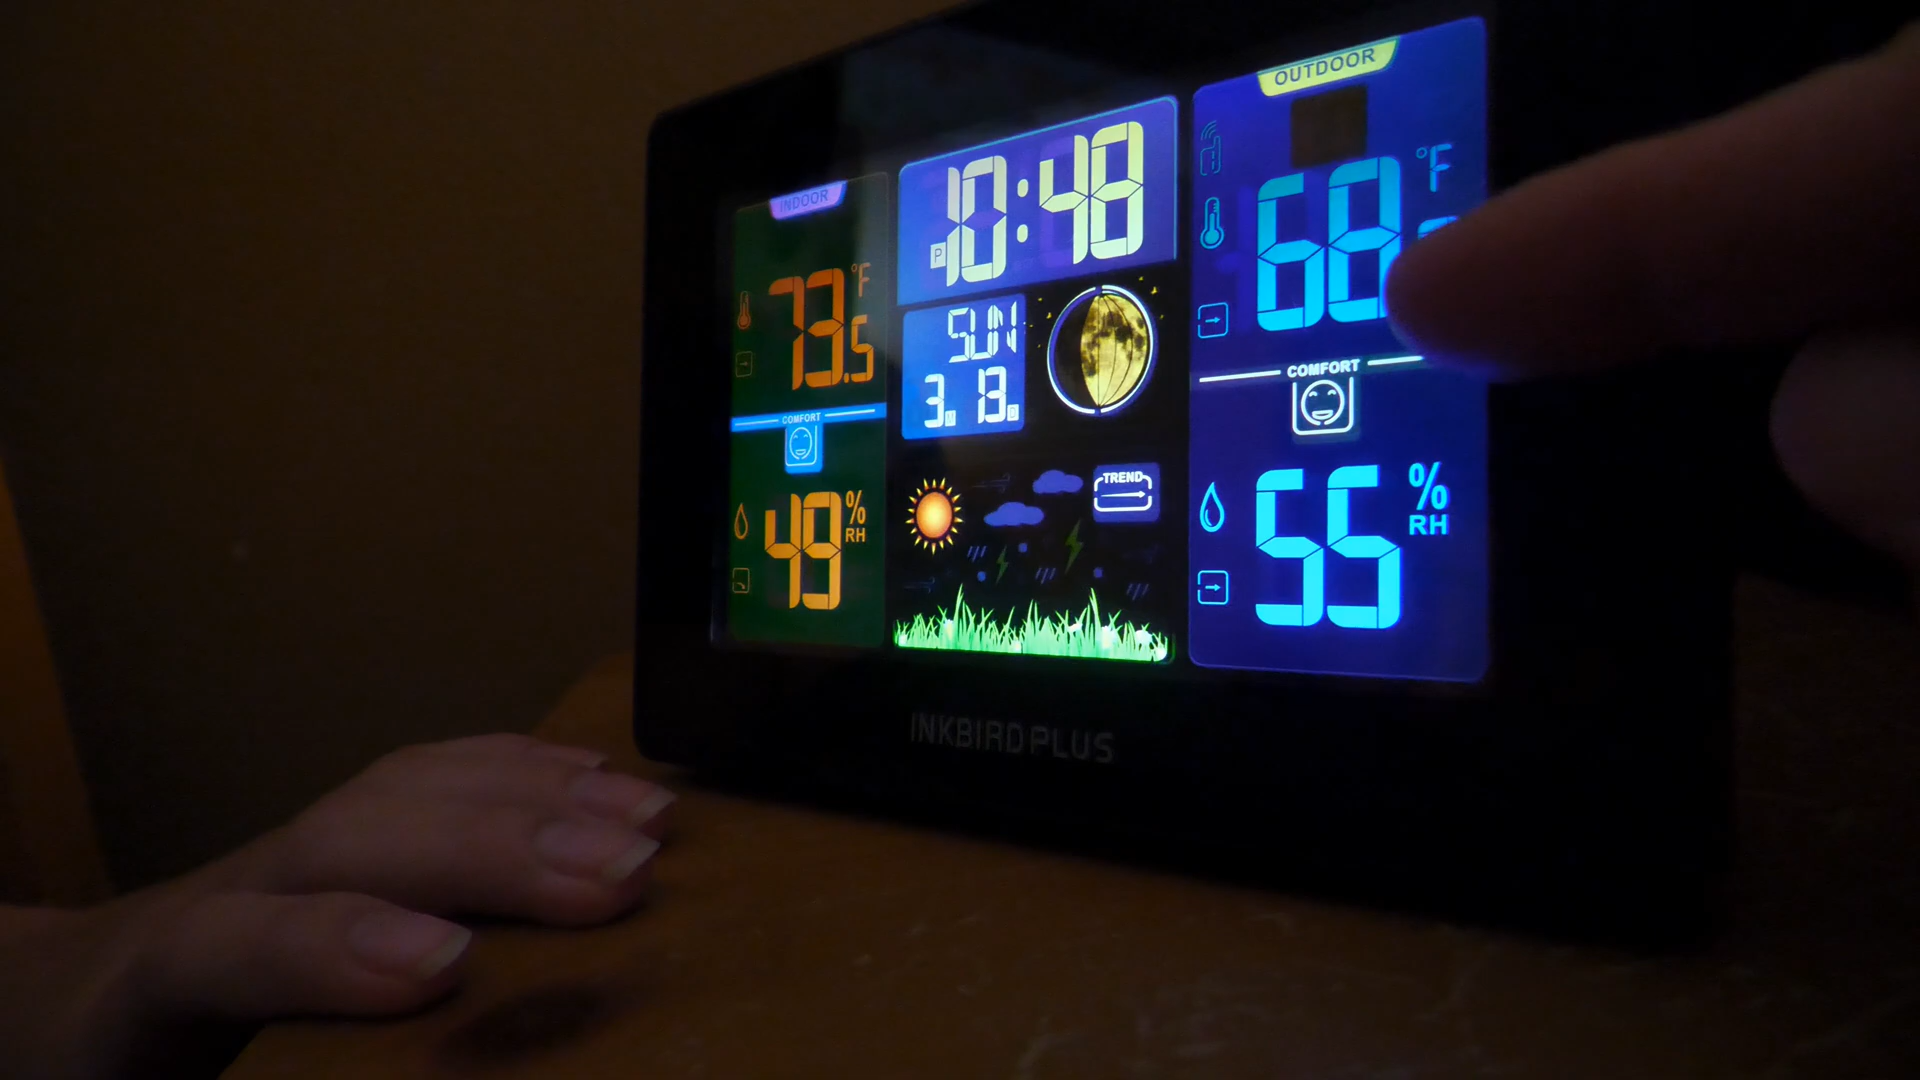 INDOOR
73.5 °F
COMFORT
49 % RH
P 10:48
SUN
3.M 13.D
TREND
OUTDOOR
68 °F
COMFORT
55 % RH
INKBIRDPLUS